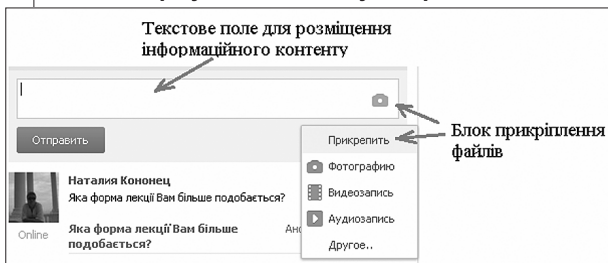 Текстове поле для розміщення
інформаційного контенту
Отправить
Прикрепить
Блок прикріплення
файлів
Фотографию
Видеозапись
Аудиозапись
Другое..
Наталия Кононец
Яка форма лекції Вам більше подобається?
Online
Яка форма лекції Вам більше
подобається?